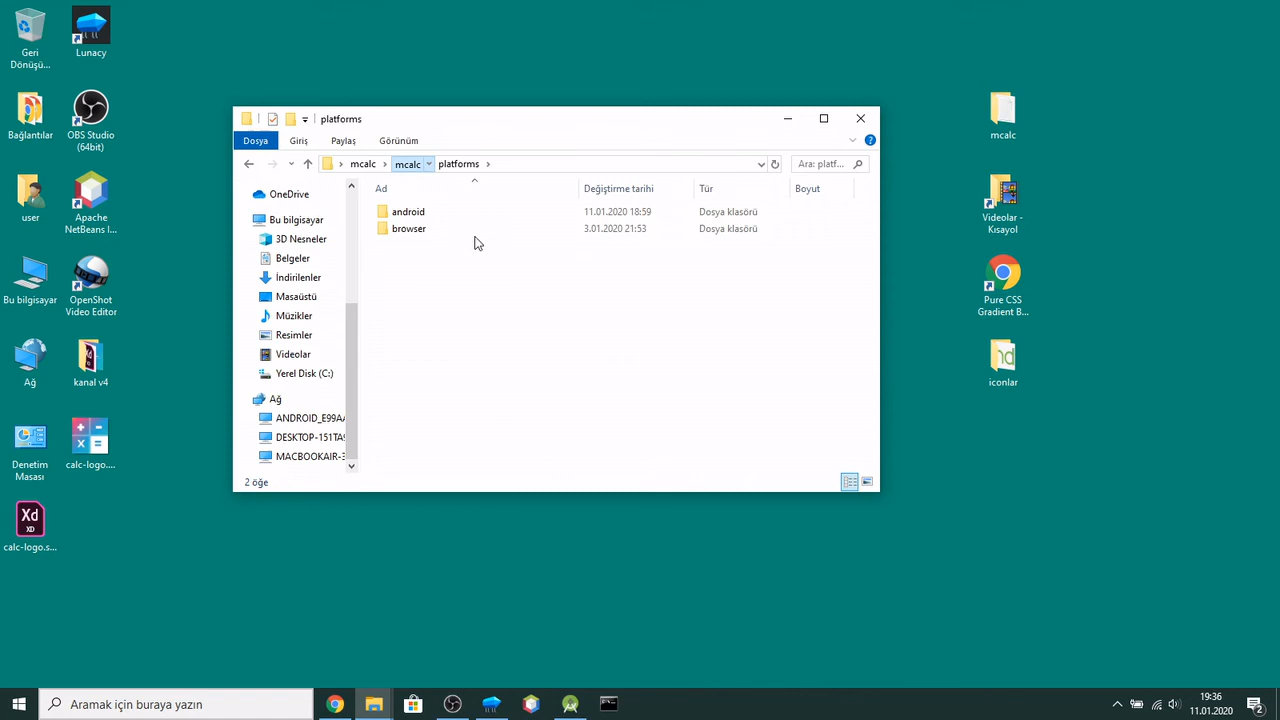 Geri
Dönüşü...
Lunacy
Bağlantılar
OBS Studio
(64bit)
user
Apache
NetBeans I...
Bu bilgisayar
OpenShot
Video Editor
Ağ
kanal v4
Denetim
Masası
calc-logo....
Xd
XD
calc-logo.s...
platforms
Dosya
Giriş
Paylaş
Görünüm
mcalc
mcalc
platforms
Ara: platf...
OneDrive
Bu bilgisayar
3D Nesneler
Belgeler
İndirilenler
Masaüstü
Müzikler
Resimler
Videolar
Yerel Disk (C:)
Ağ
ANDROID_E99A
DESKTOP-151TA
MACBOOKAIR-3
Ad
Değiştirme tarihi
Tür
Boyut
android
11.01.2020 18:59
Dosya klasörü
browser
3.01.2020 21:53
Dosya klasörü
2 öğe
mcalc
Videolar -
Kısayol
Pure CSS
Gradient B...
iconlar
Aramak için buraya yazın
19:36
11.01.2020
2